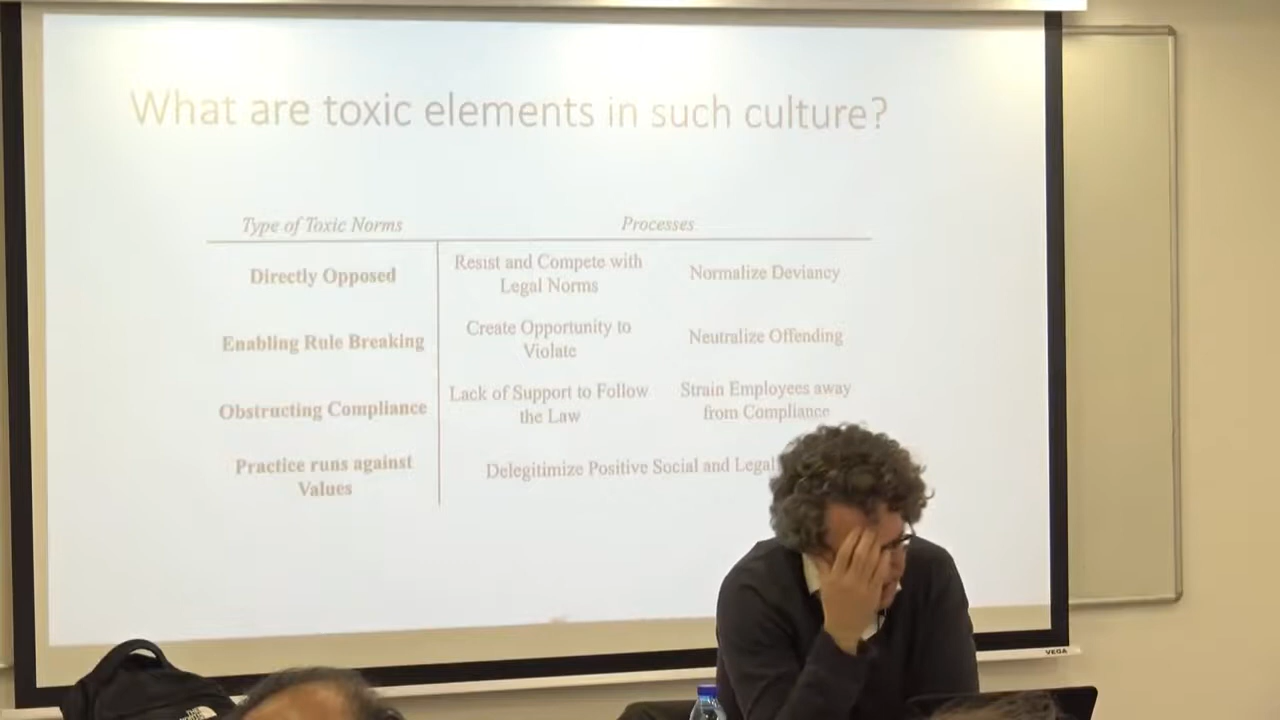 What are toxic elements in such culture?
Type of Toxic Norms
Processes
Directly Opposed
Resist and Compete with
Legal Norms
Normalize Deviancy
Enabling Rule Breaking
Create Opportunity to
Violate
Neutralize Offending
Obstructing Compliance
Lack of Support to Follow
the Law
Strain Employees away
from Compliance
Practice runs against
Values
Delegitimize Positive Social and Legal
VEGA